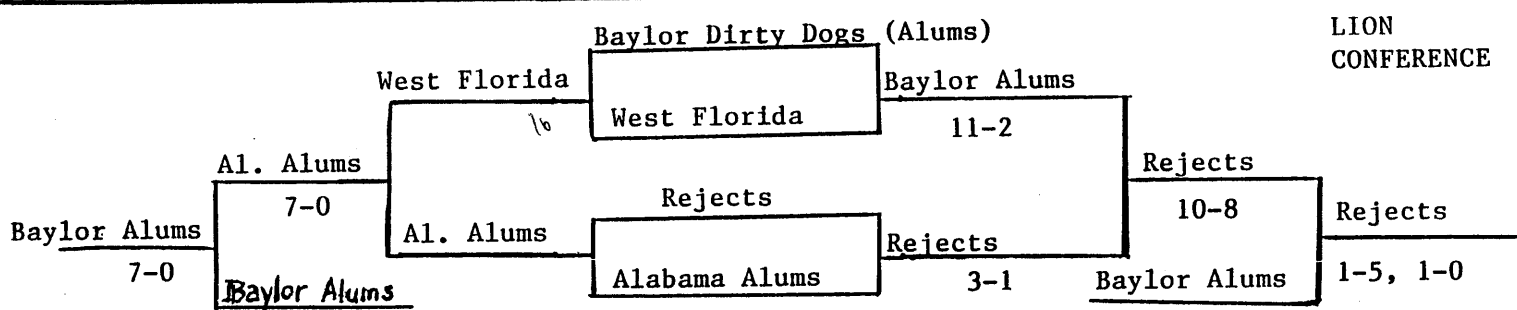 LION
CONFERENCE
Baylor Dirty Dogs (Alums)
West Florida
Baylor Alums
West Florida
11-2
Al. Alums
Rejects
Rejects
7-0
10-8
Rejects
Baylor Alums
Al. Alums
Rejects
7-0
Alabama Alums
3-1
Baylor Alums
1-5, 1-0
Baylor Alums